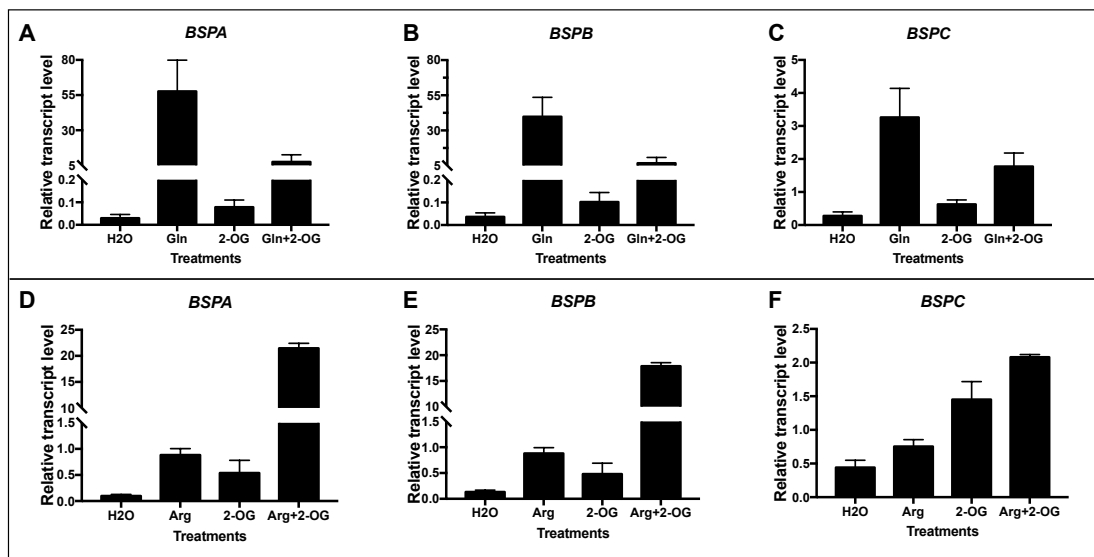 A
BSPA
Relative transcript level
80
55
30
5
0.2
0.1
0.0
H2O Gln 2-OG Gln+2-OG
Treatments
B
BSPB
Relative transcript level
80
55
30
5
0.2
0.1
0.0
H2O Gln 2-OG Gln+2-OG
Treatments
C
BSPC
Relative transcript level
5
4
3
2
1
0
H2O Gln 2-OG Gln+2-OG
Treatments
D
BSPA
Relative transcript level
25
20
15
10
1.5
1.0
0.5
0.0
H2O Arg 2-OG Arg+2-OG
Treatments
E
BSPB
Relative transcript level
25
20
15
10
1.5
1.0
0.5
0.0
H2O Arg 2-OG Arg+2-OG
Treatments
F
BSPC
Relative transcript level
2.5
2.0
1.5
1.0
0.5
0.0
H2O Arg 2-OG Arg+2-OG
Treatments